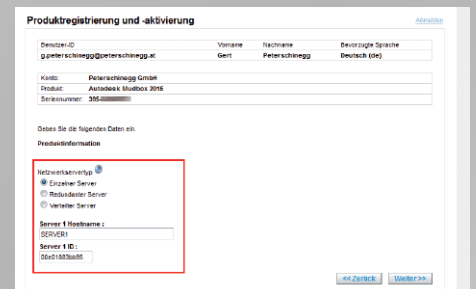 Produktregistrierung und -aktivierung
Abmelden
Benutzer-ID Vorname Nachname Bevorzugte Sprache
g.peterschinegg@peterschinegg.at Gert Peterschinegg Deutsch (de)
Konto: Peterschinegg GmbH
Produkt: Autodesk Mudbox 2016
Seriennummer: 395-
Geben Sie die folgenden Daten ein.
Produktinformation
Netzwerkservertyp
Einzelner Server
Redundanter Server
Verteilter Server
Server 1 Hostname :
SERVER1
Server 1 ID :
<< Zurück Weiter >>